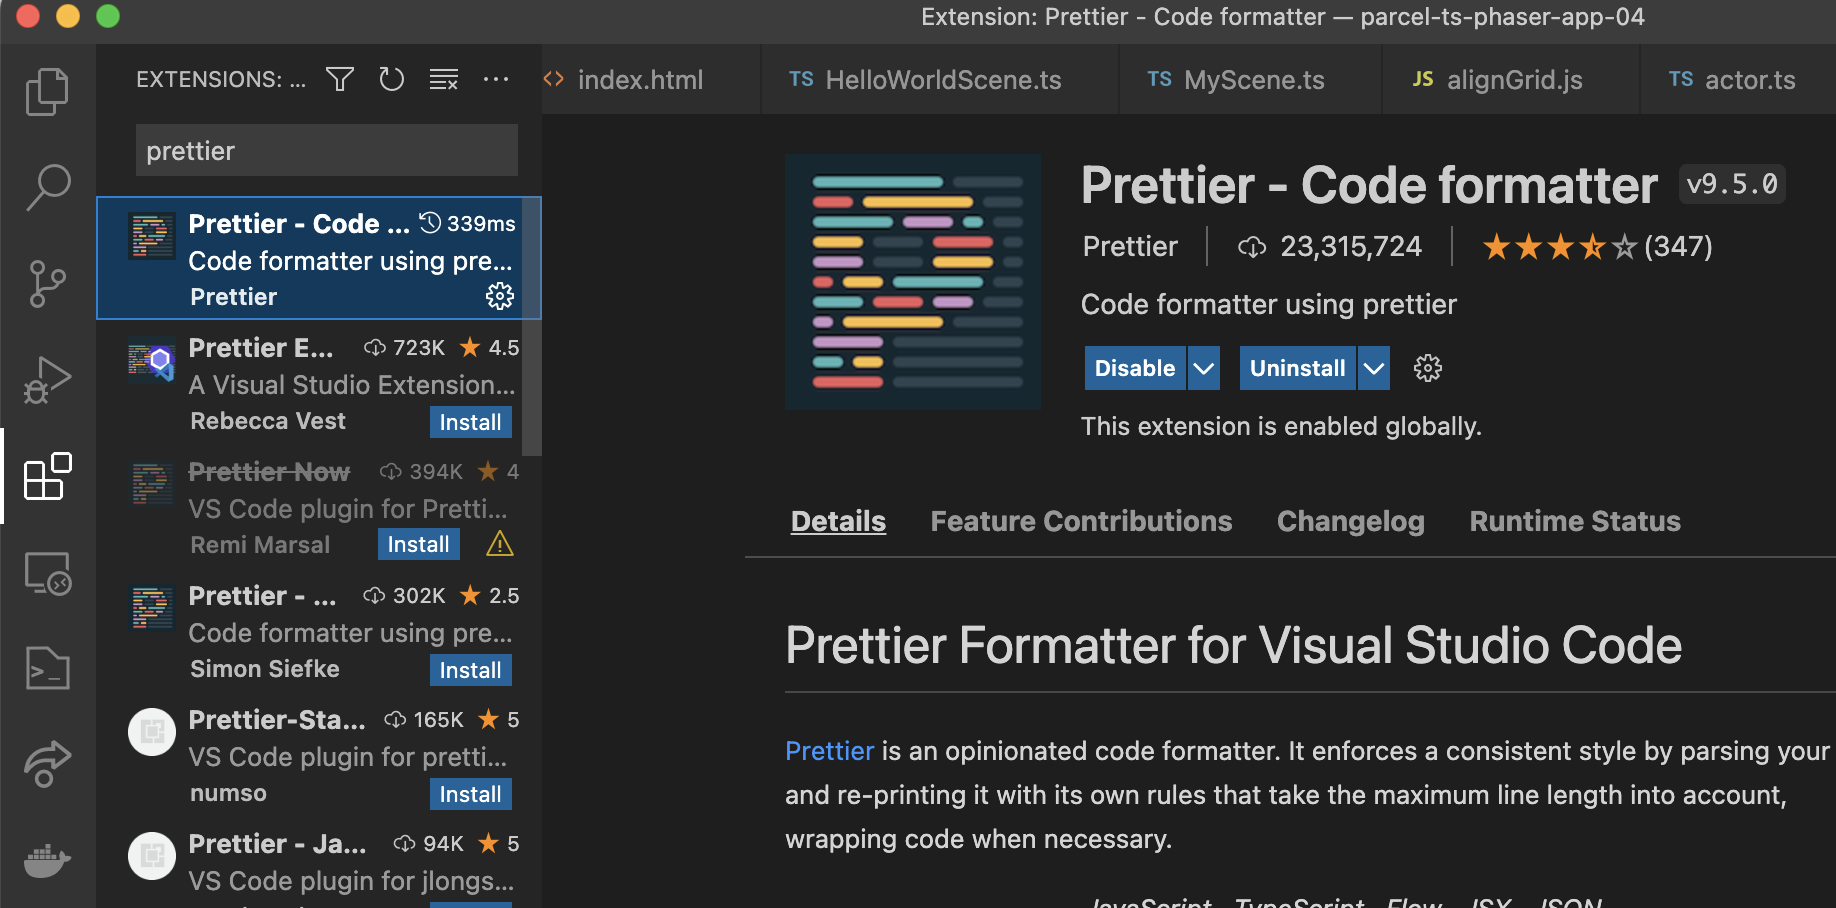 Extension: Prettier - Code formatter — parcel-ts-phaser-app-04
EXTENSIONS: ...
index.html
TS HelloWorldScene.ts
TS MyScene.ts
JS alignGrid.js
TS actor.ts
prettier
Prettier - Code ... 339ms
Code formatter using pre...
Prettier
Prettier E... 723K 4.5
A Visual Studio Extension...
Rebecca Vest Install
Prettier Now 394K 4
VS Code plugin for Pretti...
Remi Marsal Install
Prettier - ... 302K 2.5
Code formatter using pre...
Simon Siefke Install
Prettier-Sta... 165K 5
VS Code plugin for pretti...
numso Install
Prettier - Ja... 94K 5
VS Code plugin for jlongs...
Prettier - Code formatter v9.5.0
Prettier 23,315,724 (347)
Code formatter using prettier
Disable Uninstall
This extension is enabled globally.
Details Feature Contributions Changelog Runtime Status
Prettier Formatter for Visual Studio Code
Prettier is an opinionated code formatter. It enforces a consistent style by parsing your
and re-printing it with its own rules that take the maximum line length into account,
wrapping code when necessary.
JavaScript · TypeScript · Flow · JSX · JSON